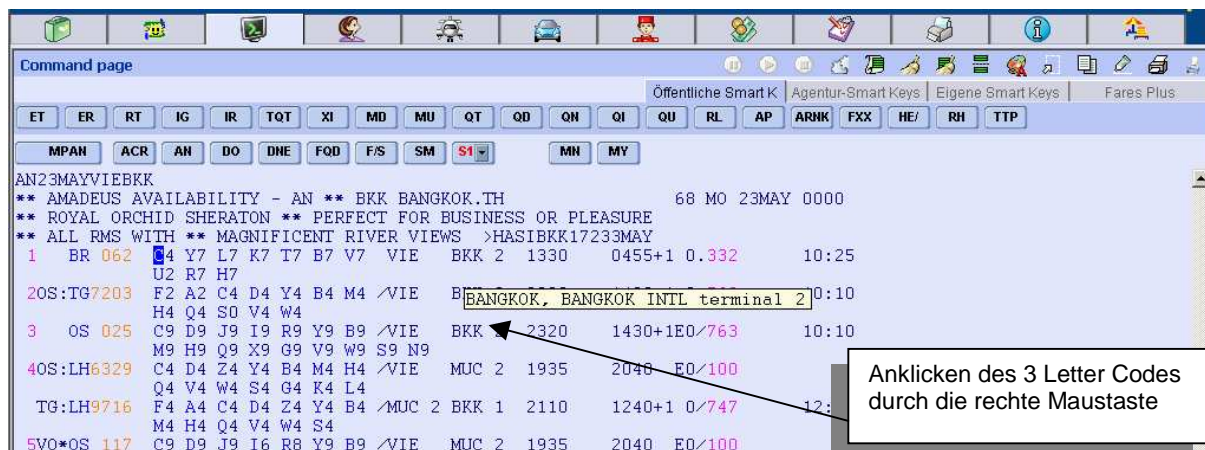 Command page
Öffentliche Smart K Agentur-Smart Keys Eigene Smart Keys Fares Plus
ET ER RT IG IR TQT XI MD MU QT QD QN QI QU RL AP ARNK FXX HE/ RH TTP
MPAN ACR AN DO DNE FQD F/S SM S1 MN MY
AN23MAYVIEBKK
** AMADEUS AVAILABILITY - AN ** BKK BANGKOK.TH 68 MO 23MAY 0000
** ROYAL ORCHID SHERATON ** PERFECT FOR BUSINESS OR PLEASURE
** ALL RMS WITH ** MAGNIFICENT RIVER VIEWS >HASIBKK17233MAY
1 BR 062 C4 Y7 L7 K7 T7 B7 V7 VIE BKK 2 1330 0455+1 0.332 10:25
U2 R7 H7
2OS:TG7203 F2 A2 C4 D4 Y4 B4 M4 /VIE 0:10
BANGKOK, BANGKOK INTL terminal 2
H4 Q4 S0 V4 W4
3 OS 025 C9 D9 J9 I9 R9 Y9 B9 /VIE BKK 2320 1430+1E0/763 10:10
M9 H9 Q9 X9 G9 V9 W9 S9 N9
4OS:LH6329 C4 D4 Z4 Y4 B4 M4 H4 /VIE MUC 2 1935 2040 E0/100
Q4 V4 W4 S4 G4 K4 L4
TG:LH9716 F4 A4 C4 D4 Z4 Y4 B4 /MUC 2 BKK 1 2110 1240+1 0/747 12:
M4 H4 Q4 V4 W4 S4
5VO*OS 117 C9 D9 J9 I6 R8 Y9 B9 /VIE MUC 2 1935 2040 E0/100
Anklicken des 3 Letter Codes
durch die rechte Maustaste